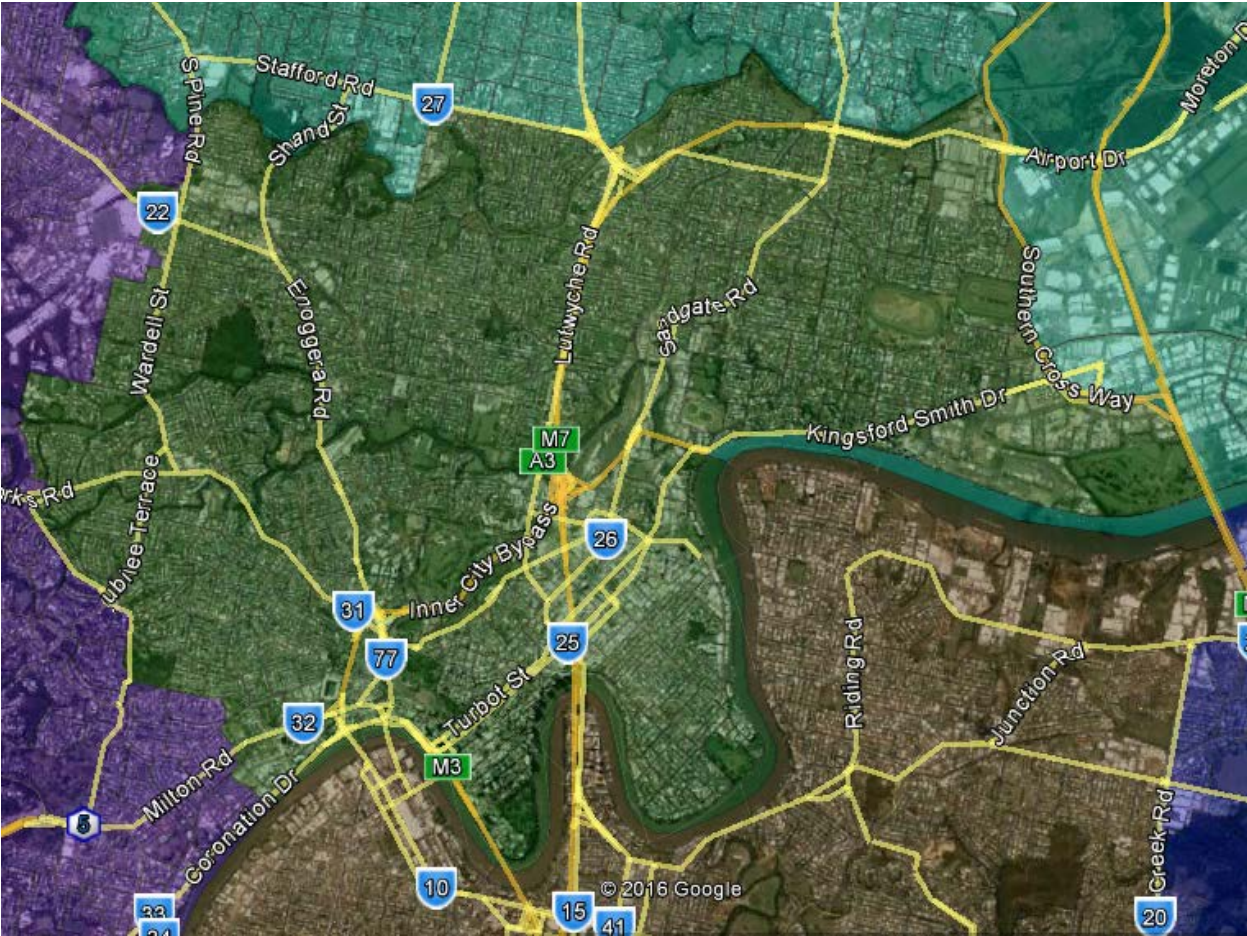 Stafford Rd
27
S Pine Rd
Shand St
Moreton D
Airport Dr
22
Lutwyche Rd
Sandgate Rd
Southern Cross Way
Wardell St
Enoggera Rd
Kingsford Smith Dr
M7
A3
rks Rd
ubilee Terrace
26
Inner City Bypass
31
25
77
Riding Rd
Junction Rd
Turbot St
32
M3
Milton Rd
Coronation Dr
5
Creek Rd
10
© 2016 Google
33
34
15
41
20